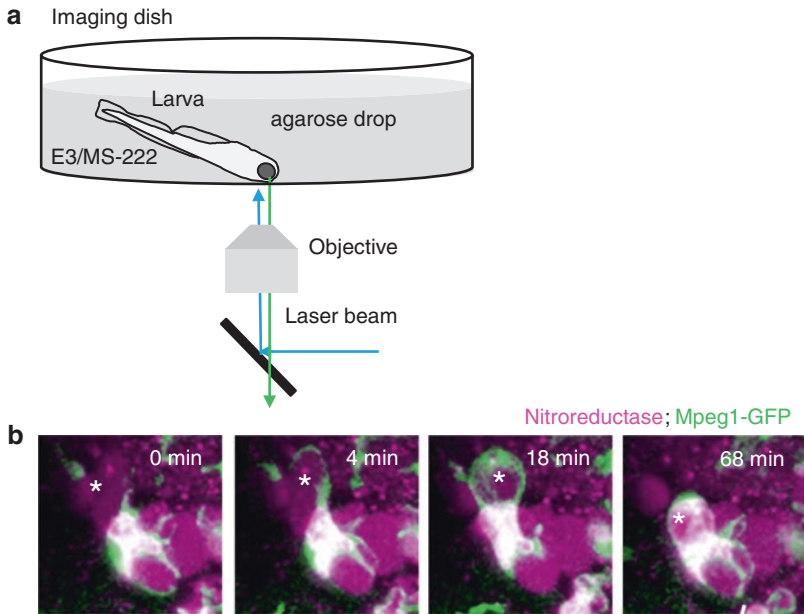 a Imaging dish
Larva
agarose drop
E3/MS-222
Objective
Laser beam
Nitroreductase; Mpeg1-GFP
b
0 min
4 min
18 min
68 min
*
*
*
*